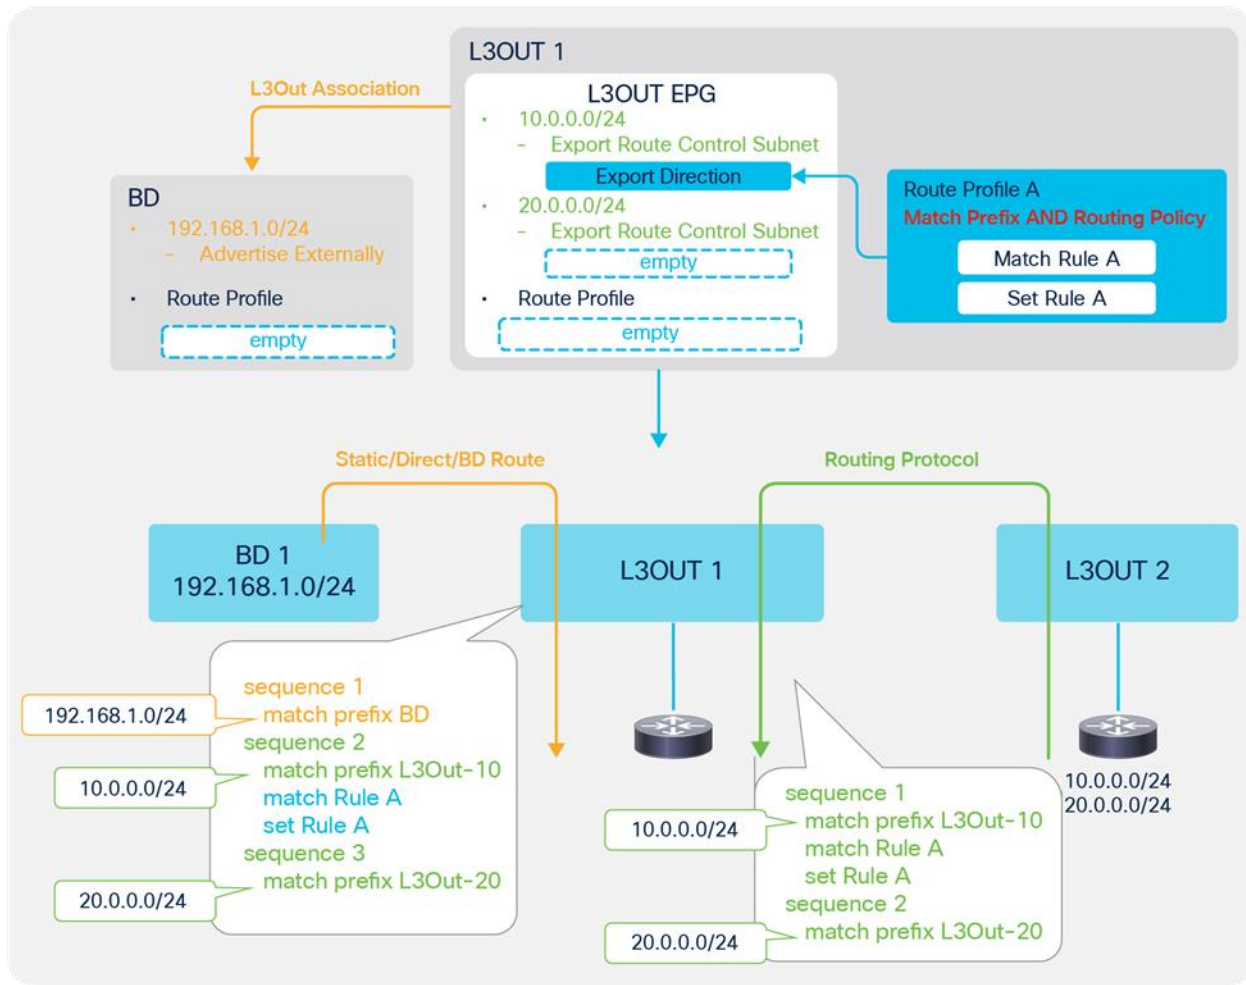 L3OUT 1
L3Out Association
L3OUT EPG
• 10.0.0.0/24
– Export Route Control Subnet
Export Direction
• 20.0.0.0/24
– Export Route Control Subnet
empty
• Route Profile
empty
Route Profile A
Match Prefix AND Routing Policy
Match Rule A
Set Rule A
BD
• 192.168.1.0/24
– Advertise Externally
• Route Profile
empty
Static/Direct/BD Route
Routing Protocol
BD 1
192.168.1.0/24
L3OUT 1
L3OUT 2
sequence 1
192.168.1.0/24
match prefix BD
sequence 2
match prefix L3Out-10
10.0.0.0/24
match Rule A
set Rule A
sequence 3
match prefix L3Out-20
20.0.0.0/24
10.0.0.0/24
20.0.0.0/24
sequence 1
match prefix L3Out-10
10.0.0.0/24
match Rule A
set Rule A
sequence 2
match prefix L3Out-20
20.0.0.0/24